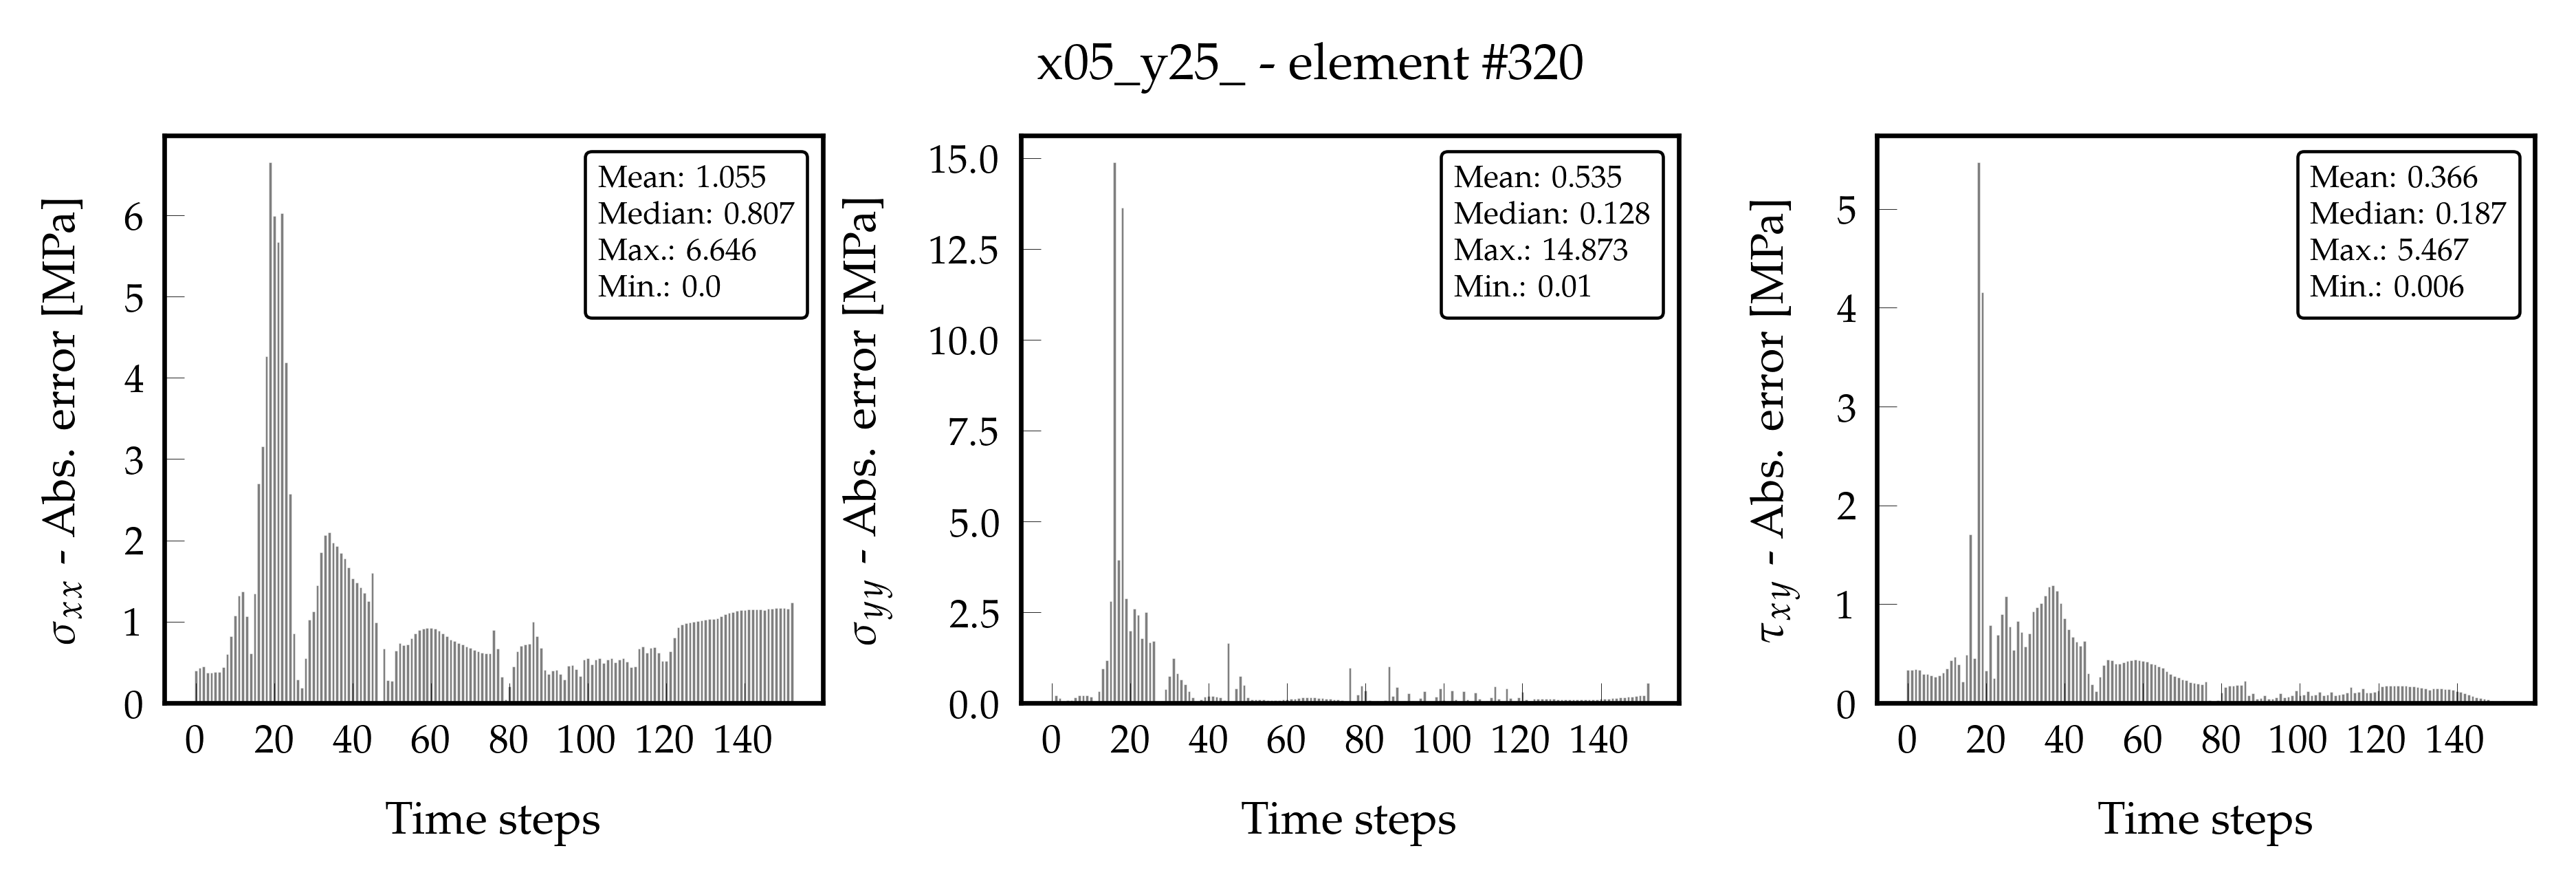 x05_y25_ - element #320
σxx - Abs. error [MPa]
6
5
4
3
2
1
0
Mean: 1.055
Median: 0.807
Max.: 6.646
Min.: 0.0
0 20 40 60 80 100 120 140
Time steps
σyy - Abs. error [MPa]
15.0
12.5
10.0
7.5
5.0
2.5
0.0
Mean: 0.535
Median: 0.128
Max.: 14.873
Min.: 0.01
0 20 40 60 80 100 120 140
Time steps
τxy - Abs. error [MPa]
5
4
3
2
1
0
Mean: 0.366
Median: 0.187
Max.: 5.467
Min.: 0.006
0 20 40 60 80 100 120 140
Time steps